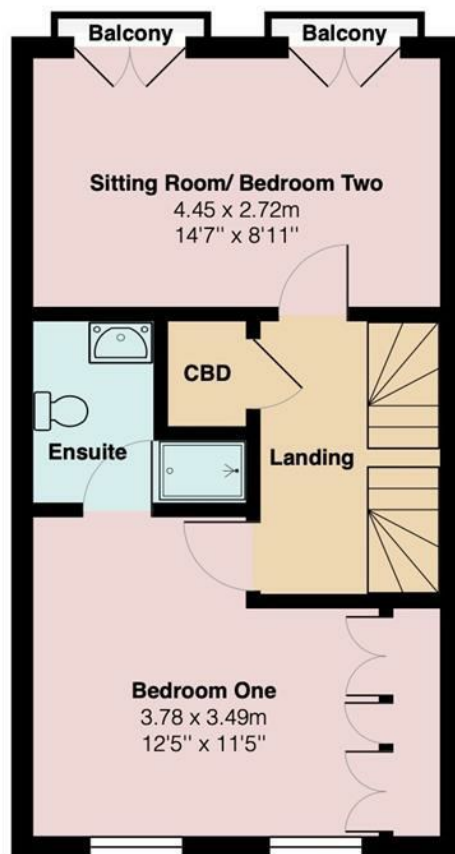 Balcony
Balcony
Sitting Room/ Bedroom Two
4.45 x 2.72m
14'7'' x 8'11''
CBD
Ensuite
Landing
Bedroom One
3.78 x 3.49m
12'5'' x 11'5''